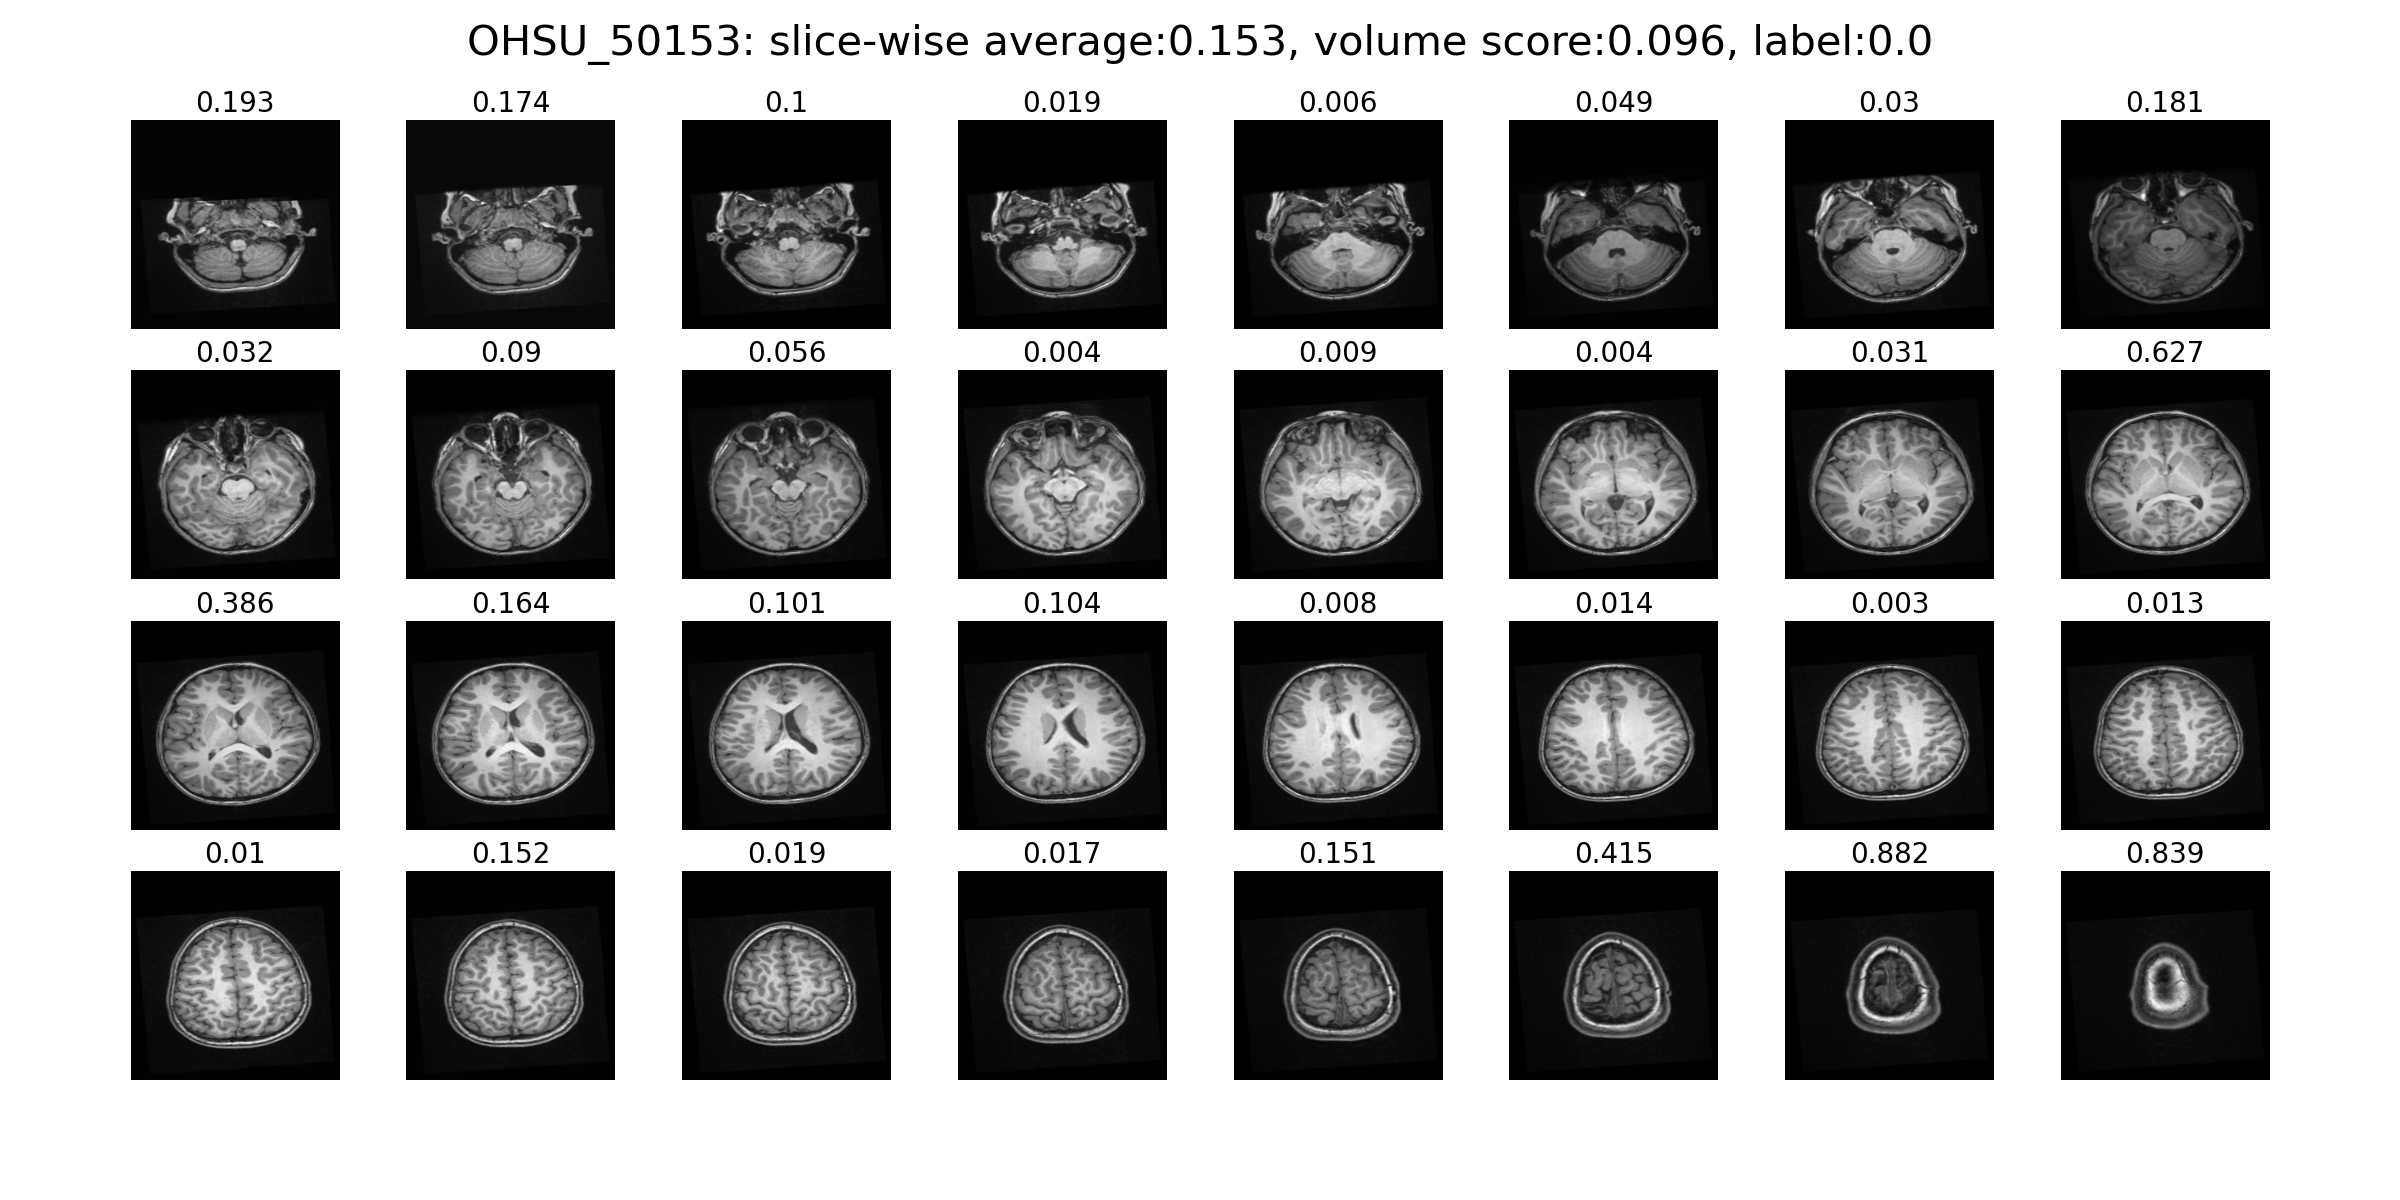 OHSU_50153: slice-wise average:0.153, volume score:0.096, label:0.0
0.193 0.174 0.1 0.019 0.006 0.049 0.03 0.181
0.032 0.09 0.056 0.004 0.009 0.004 0.031 0.627
0.386 0.164 0.101 0.104 0.008 0.014 0.003 0.013
0.01 0.152 0.019 0.017 0.151 0.415 0.882 0.839